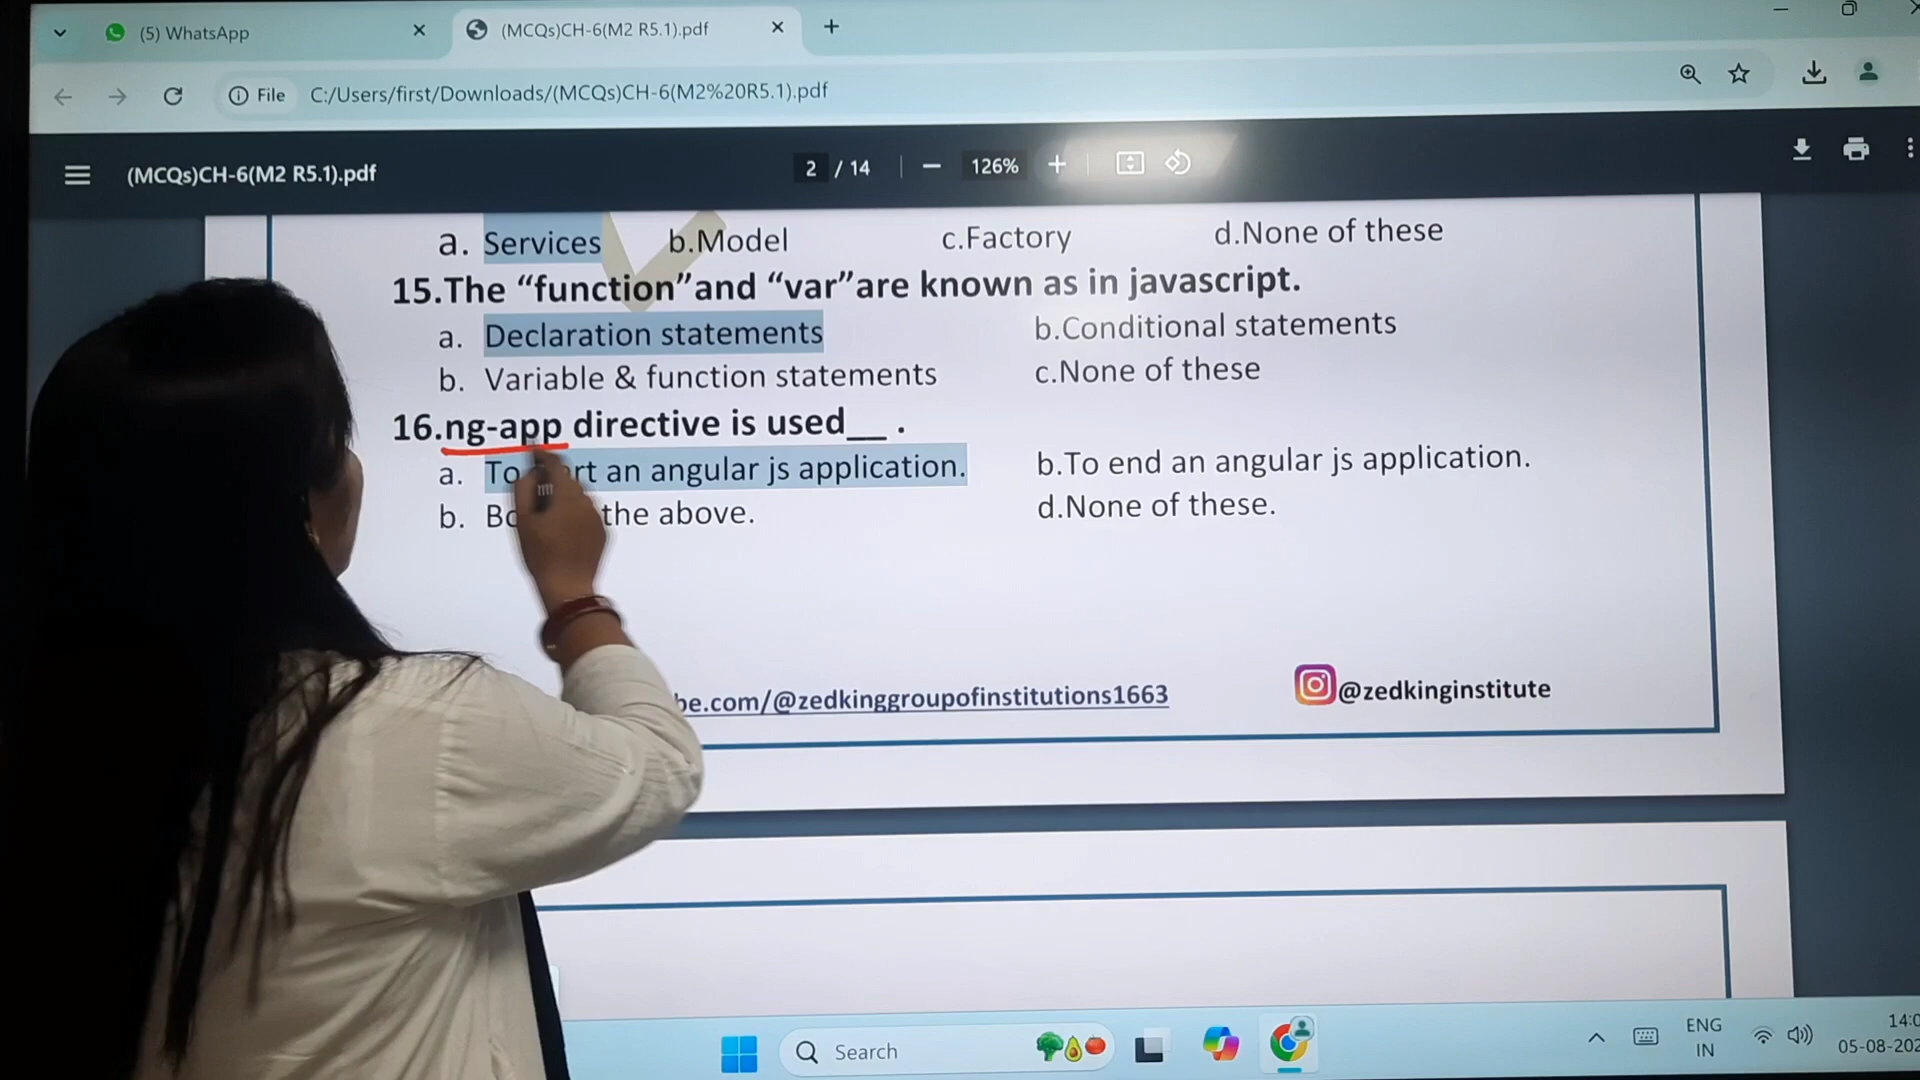 (5) WhatsApp
(MCQs)CH-6(M2 R5.1).pdf
File C:/Users/first/Downloads/(MCQs)CH-6(M2%20R5.1).pdf
(MCQs)CH-6(M2 R5.1).pdf 2 / 14 126%
a. Services b.Model c.Factory d.None of these
15.The “function”and “var”are known as in javascript.
a. Declaration statements b.Conditional statements
b. Variable & function statements c.None of these
16.ng-app directive is used__ .
a. To an angular js application. b.To end an angular js application.
b. the above. d.None of these.
be.com/@zedkinggroupofinstitutions1663 @zedkinginstitute
Search
ENG 14:0
IN 05-08-202